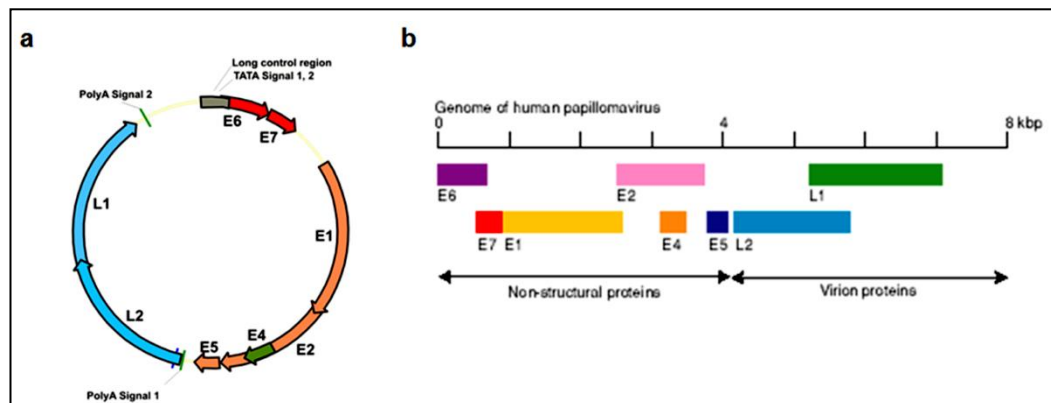 a
Long control region
TATA Signal 1, 2
PolyA Signal 2
E6
E7
L1
E1
L2
E5
E4
E2
PolyA Signal 1
b
Genome of human papillomavirus
0 4 8 kbp
E6 E2 L1
E7 E1 E4 E5 L2
Non-structural proteins Virion proteins